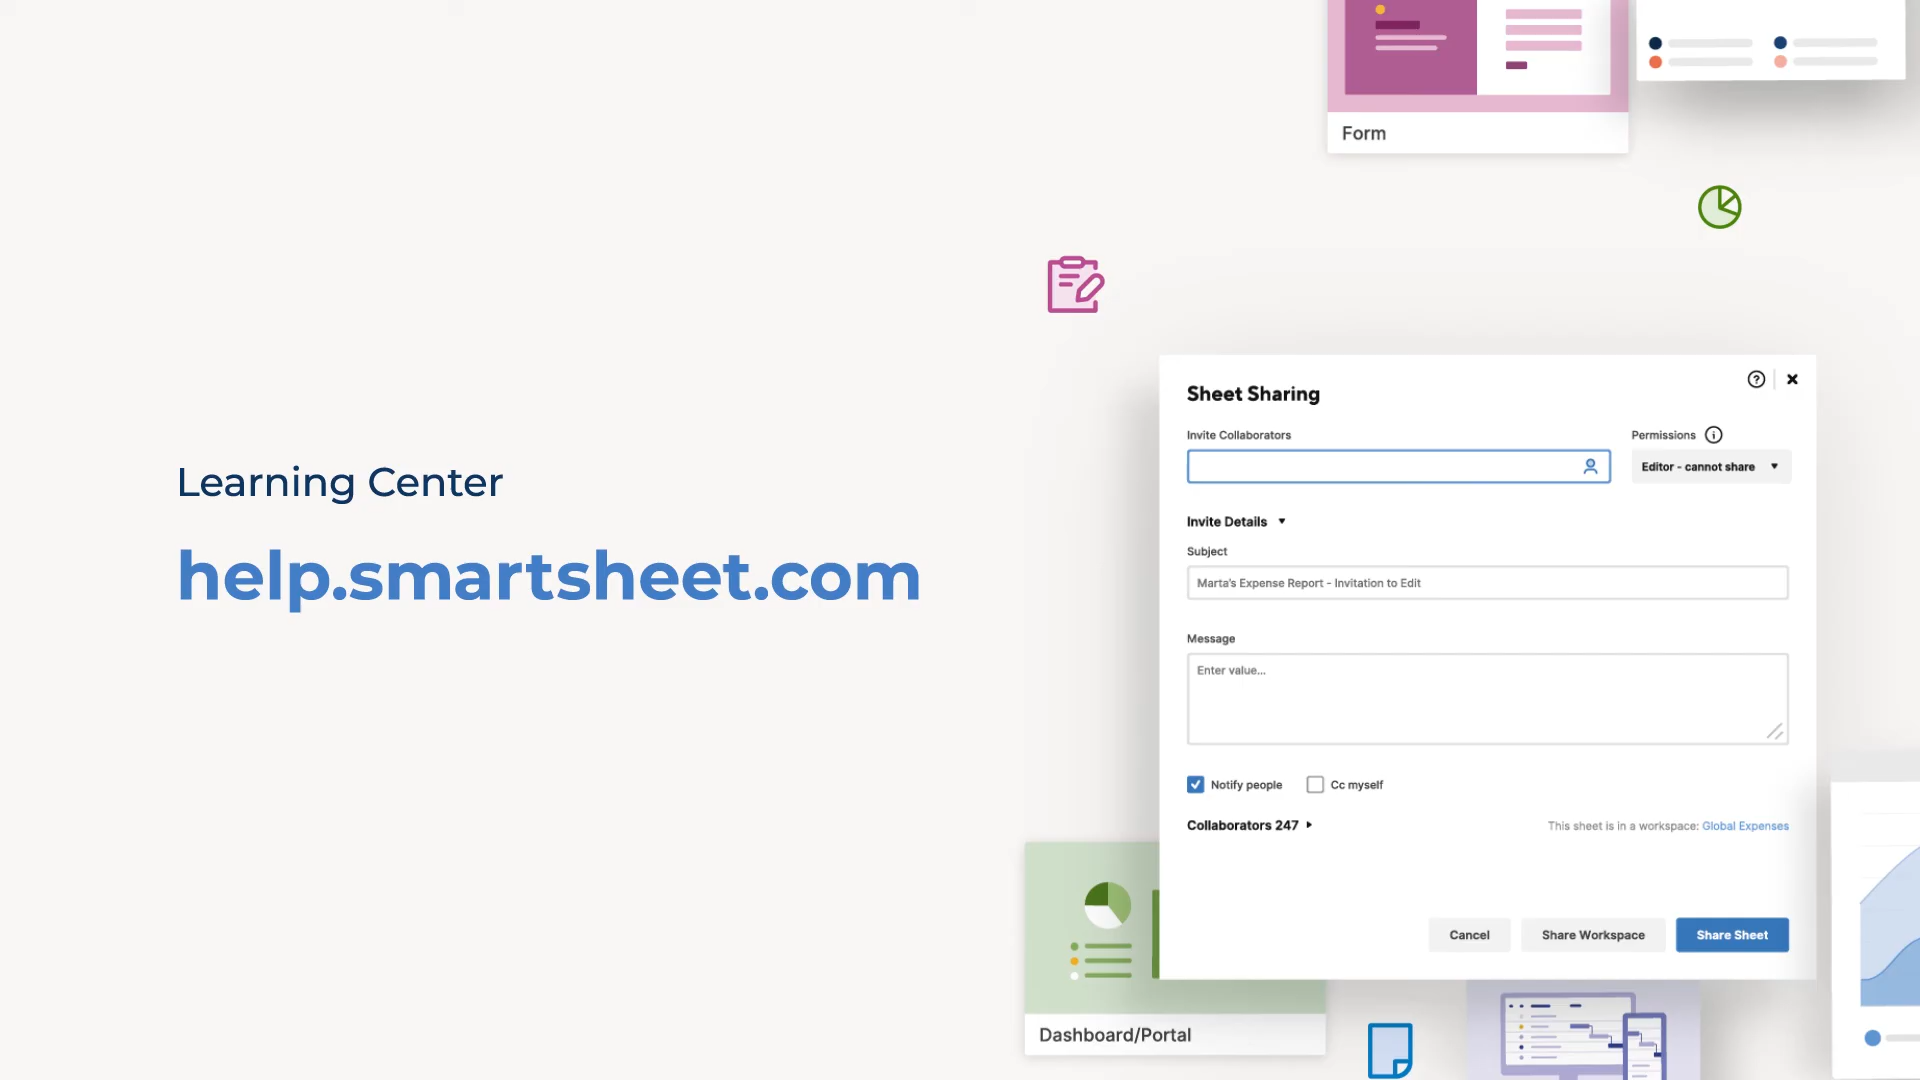 Form
Learning Center
help.smartsheet.com
Sheet Sharing
Invite Collaborators
Permissions
Editor - cannot share
Invite Details
Subject
Marta's Expense Report - Invitation to Edit
Message
Enter value...
Notify people
Cc myself
Collaborators 247
This sheet is in a workspace: Global Expenses
Cancel
Share Workspace
Share Sheet
Dashboard/Portal